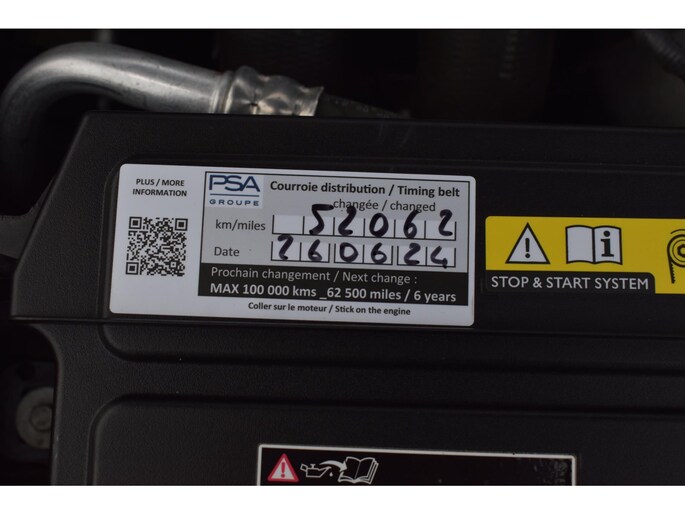 PLUS / MORE
INFORMATION
PSA
GROUPE
Courroie distribution / Timing belt
changée / changed
km/miles 52062
Date 260624
Prochain changement / Next change :
MAX 100 000 kms _62 500 miles / 6 years
Coller sur le moteur / Stick on the engine
STOP & START SYSTEM